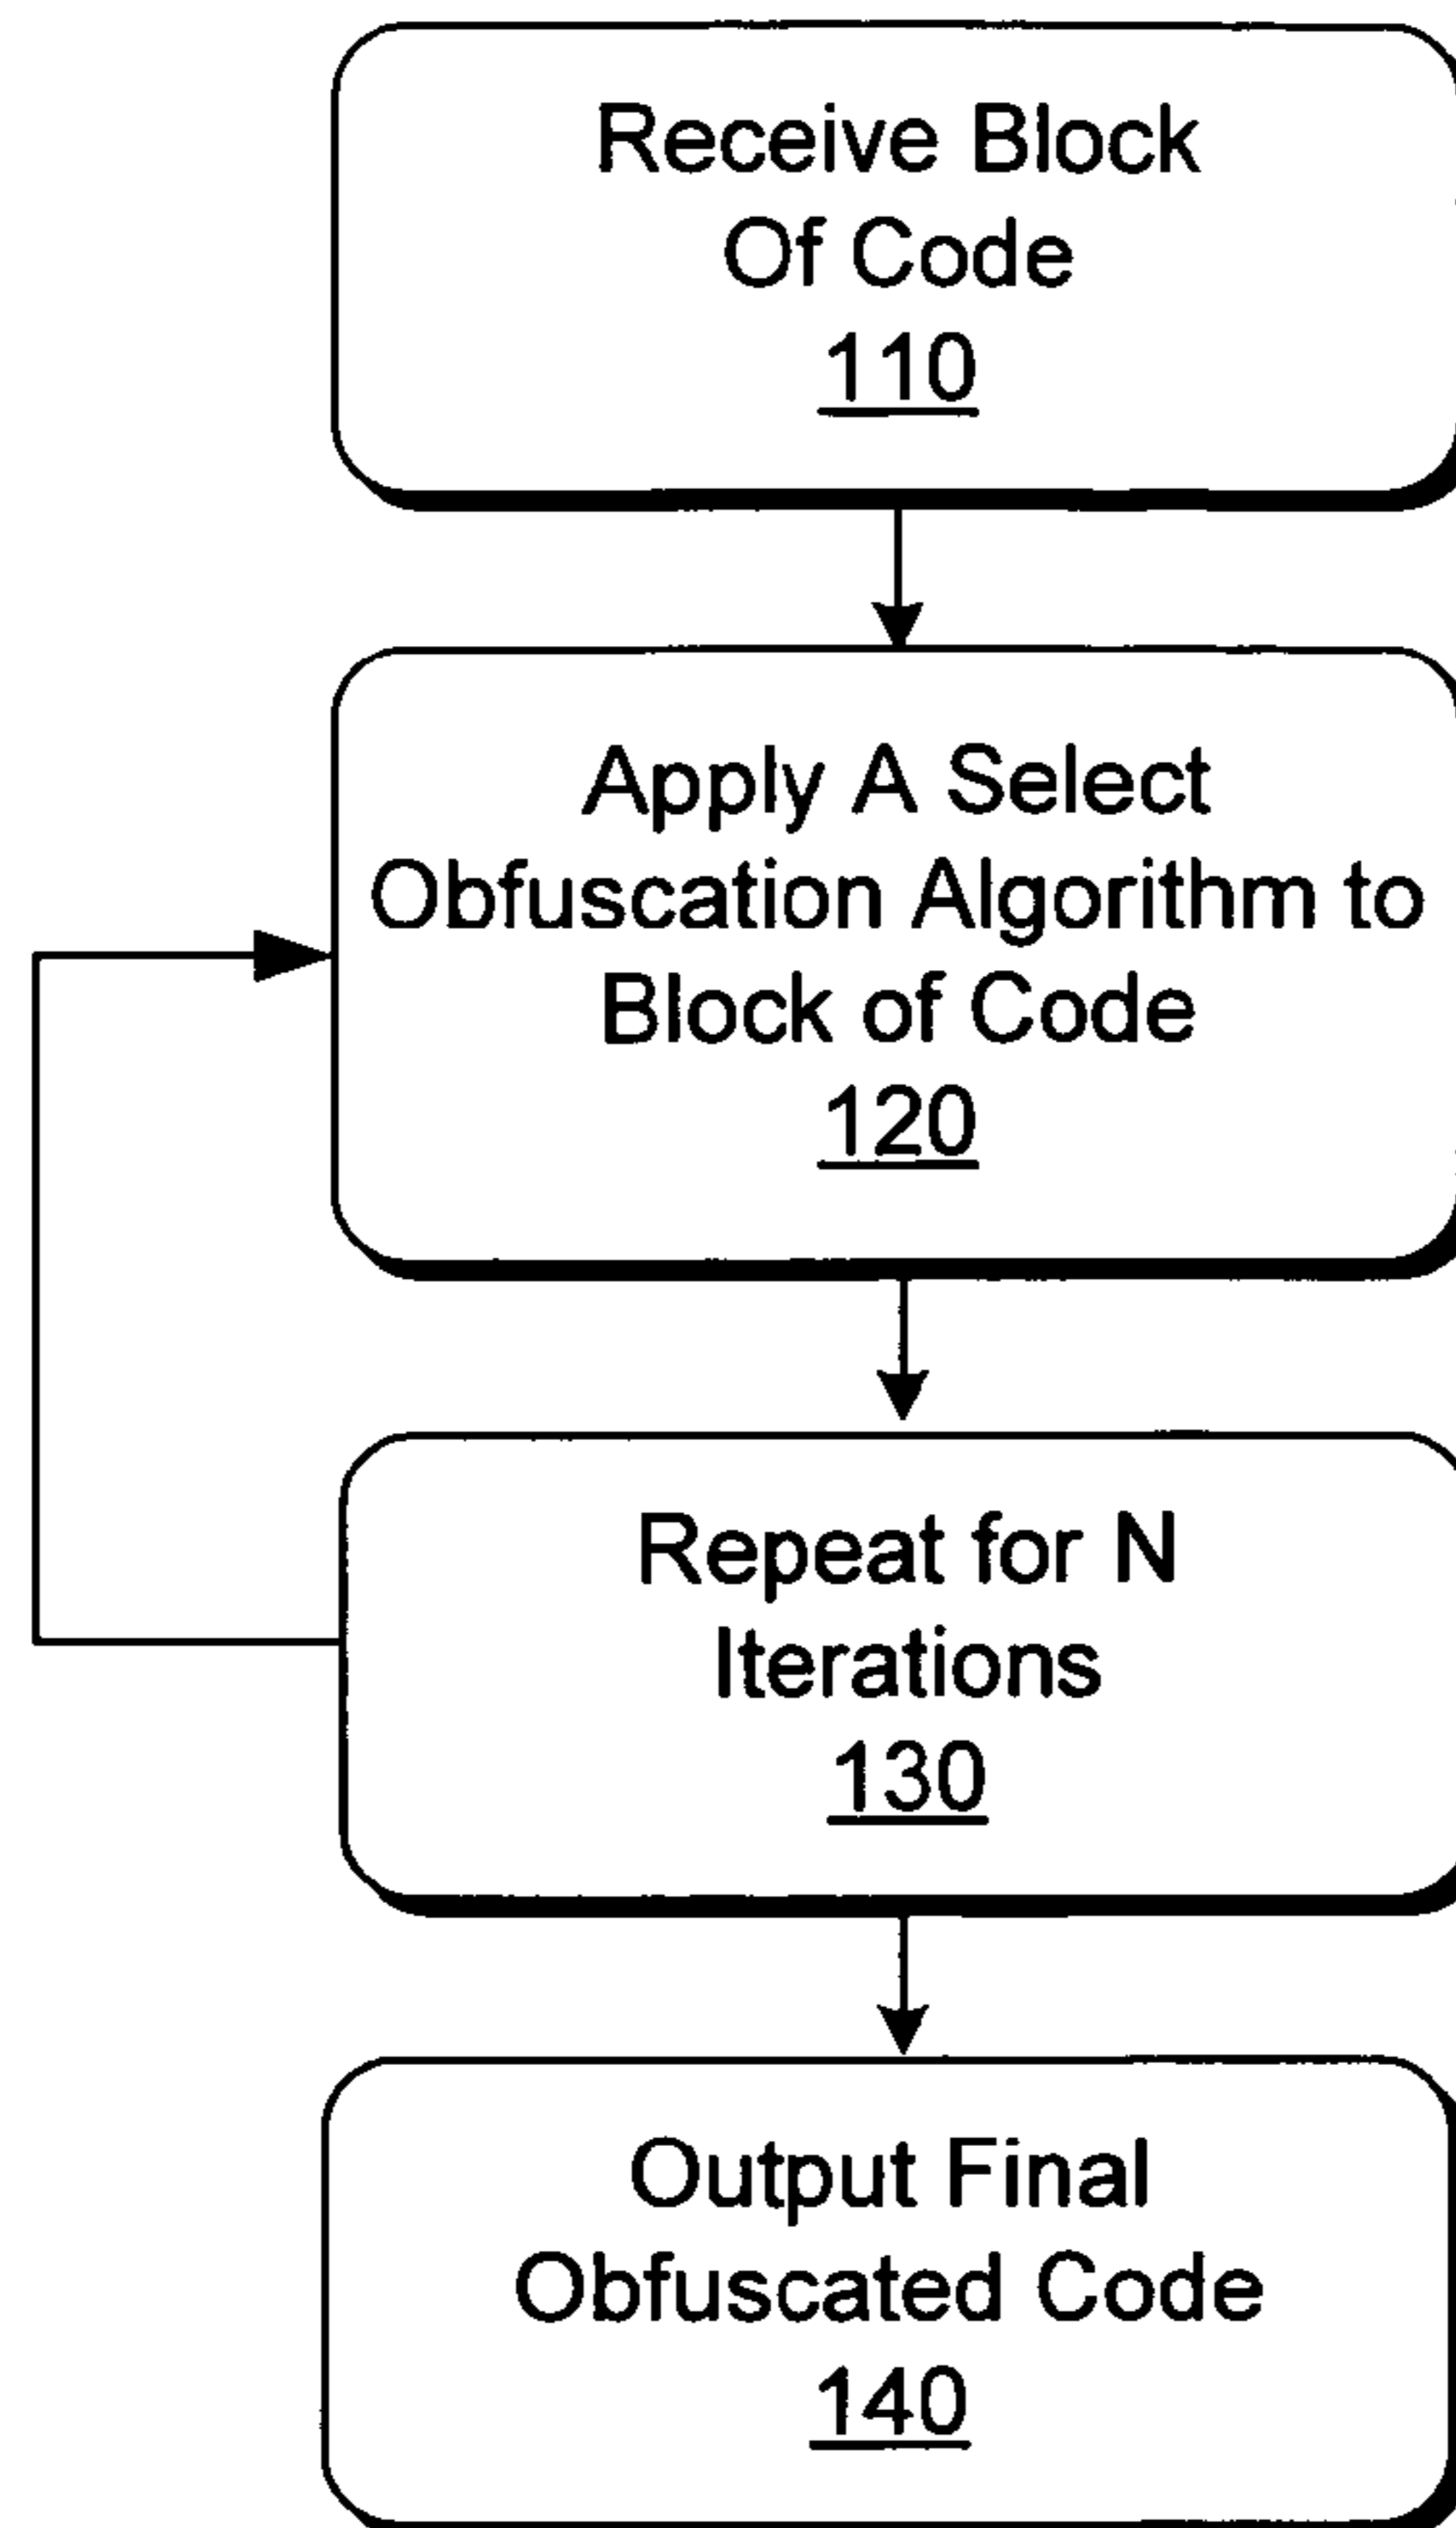 Receive Block
Of Code
110
Apply A Select
Obfuscation Algorithm to
Block of Code
120
Repeat for N
Iterations
130
Output Final
Obfuscated Code
140